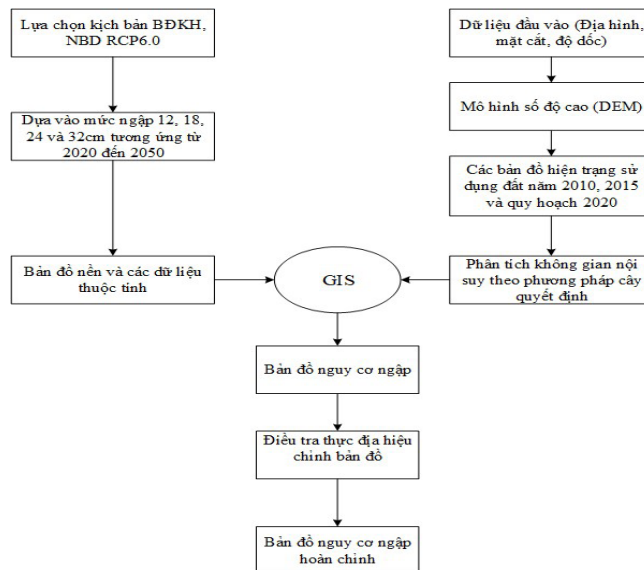 Lựa chọn kịch bản BĐKH,
NBD RCP6.0
Dựa vào mức ngập 12, 18,
24 và 32cm tương ứng từ
2020 đến 2050
Bản đồ nền và các dữ liệu
thuộc tính
Dữ liệu đầu vào (Địa hình,
mặt cắt, độ dốc)
Mô hình số độ cao (DEM)
Các bản đồ hiện trạng sử
dụng đất năm 2010, 2015
và quy hoạch 2020
Phân tích không gian nội
suy theo phương pháp cây
quyết định
GIS
Bản đồ nguy cơ ngập
Điều tra thực địa hiệu
chỉnh bản đồ
Bản đồ nguy cơ ngập
hoàn chỉnh